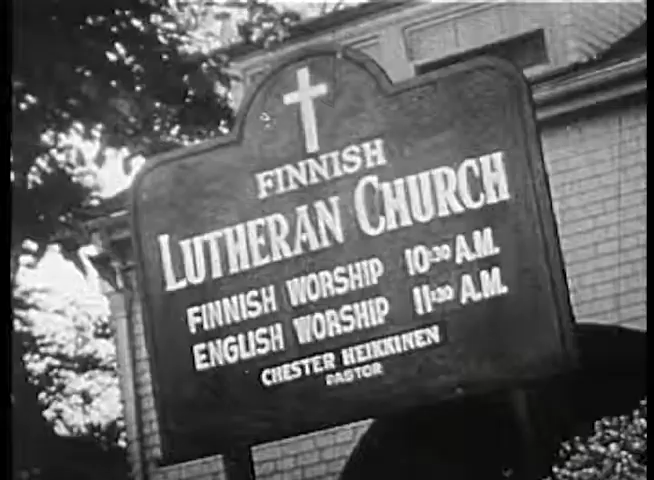 FINNISH
LUTHERAN CHURCH
FINNISH WORSHIP 10:30 A.M.
ENGLISH WORSHIP 11:30 A.M.
CHESTER HEIKKINEN
PASTOR